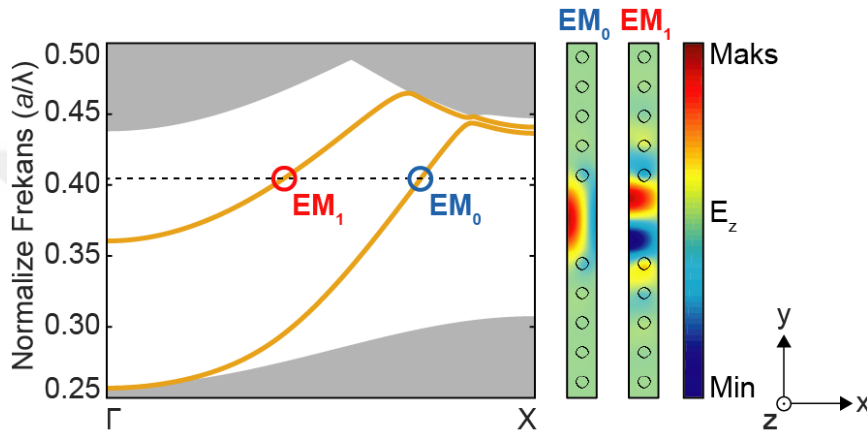 Normalize Frekans (a/λ)
0.50
0.45
0.40
0.35
0.30
0.25
Γ
X
EM₁
EM₀
EM₀
EM₁
Maks
E_z
Min
y
x
z